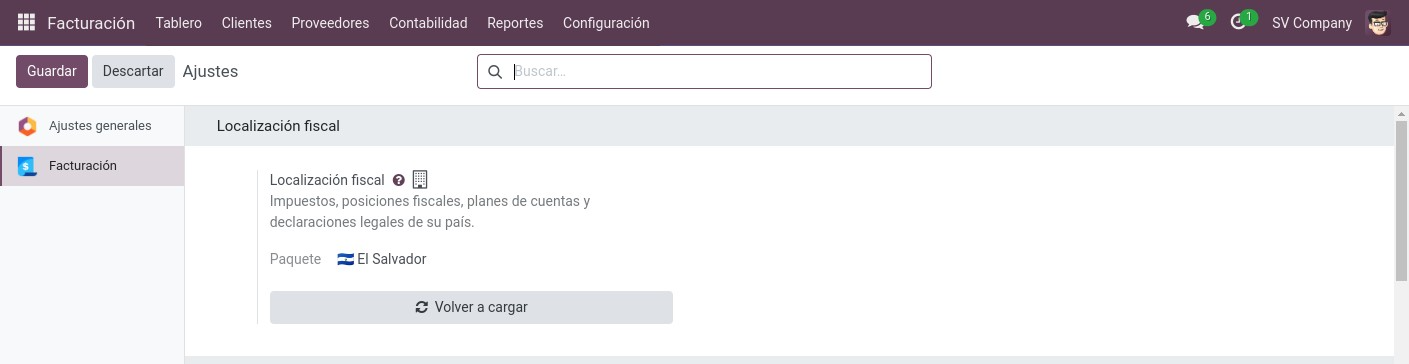 Facturación Tablero Clientes Proveedores Contabilidad Reportes Configuración 6 1 SV Company
Guardar Descartar Ajustes Buscar...
Ajustes generales
Facturación
Localización fiscal
Localización fiscal ?
Impuestos, posiciones fiscales, planes de cuentas y
declaraciones legales de su país.
Paquete El Salvador
Volver a cargar